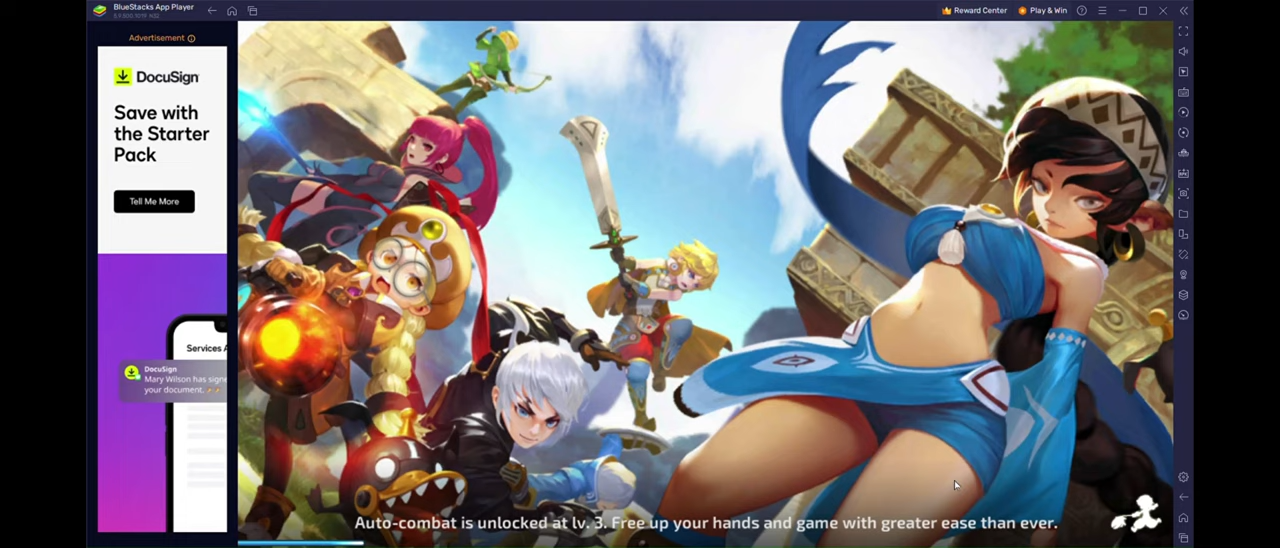 BlueStacks App Player
Reward Center
Play & Win
Advertisement
DocuSign
Save with
the Starter
Pack
Tell Me More
Services A
DocuSign
Mary Wilson has signe
your document.
Auto-combat is unlocked at lv. 3. Free up your hands and game with greater ease than ever.